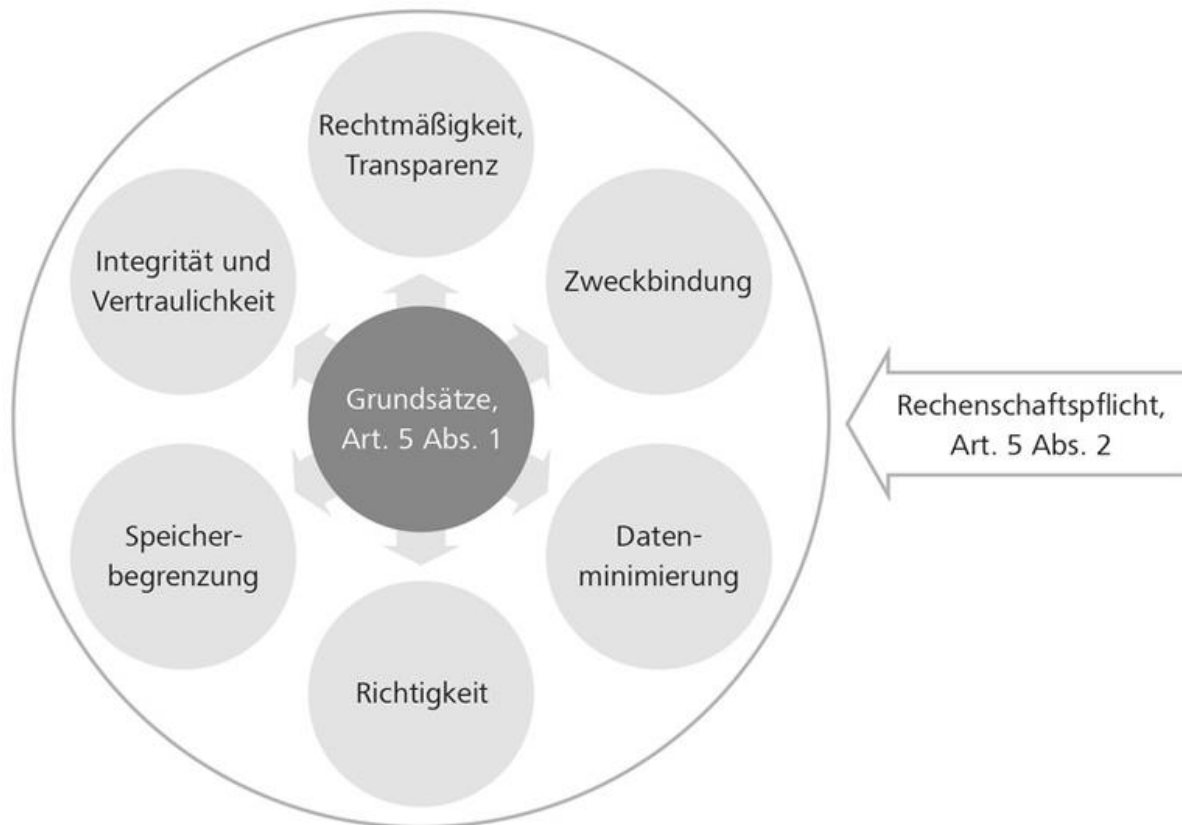 Rechtmäßigkeit,
Transparenz
Integrität und
Vertraulichkeit
Zweckbindung
Grundsätze,
Art. 5 Abs. 1
Rechenschaftspflicht,
Art. 5 Abs. 2
Speicher-
begrenzung
Daten-
minimierung
Richtigkeit